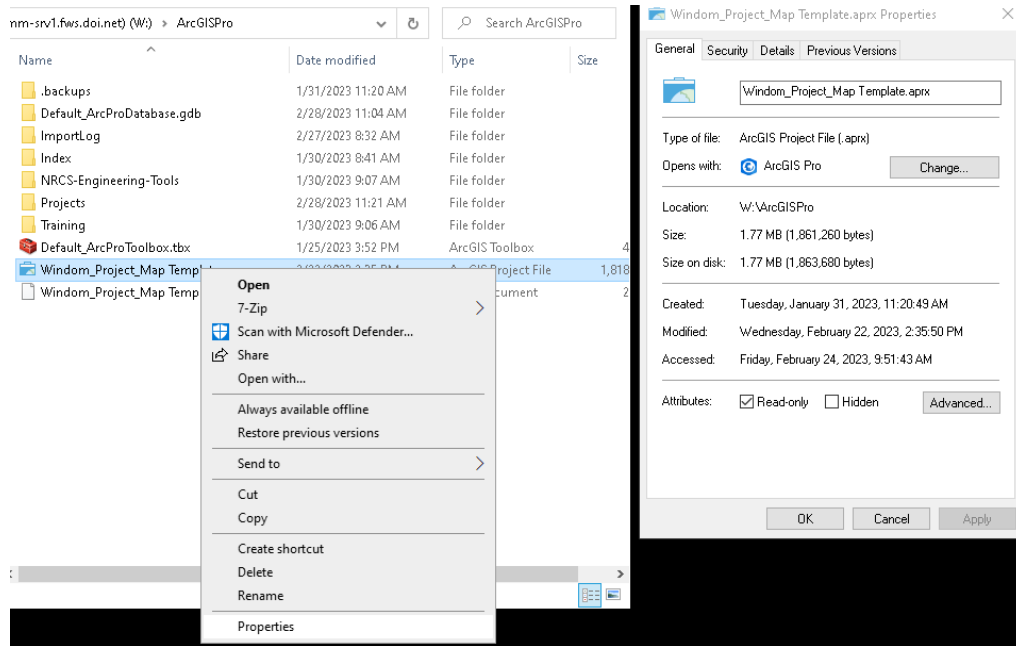 nm-srv1.fws.doi.net) (W:) > ArcGISPro
Search ArcGISPro
Name Date modified Type Size
.backups 1/31/2023 11:20 AM File folder
Default_ArcProDatabase.gdb 2/28/2023 11:04 AM File folder
ImportLog 2/27/2023 8:32 AM File folder
Index 1/30/2023 8:41 AM File folder
NRCS-Engineering-Tools 1/30/2023 9:07 AM File folder
Projects 2/28/2023 11:21 AM File folder
Training 1/30/2023 9:06 AM File folder
Default_ArcProToolbox.tbx 1/25/2023 3:52 PM ArcGIS Toolbox 4
Windom_Project_Map Templ Project File 1,818
Windom_Project_Map Temp cument 2
Open
7-Zip
Scan with Microsoft Defender...
Share
Open with...
Always available offline
Restore previous versions
Send to
Cut
Copy
Create shortcut
Delete
Rename
Properties
Windom_Project_Map Template.aprx Properties
General Security Details Previous Versions
Windom_Project_Map Template.aprx
Type of file: ArcGIS Project File (.aprx)
Opens with: ArcGIS Pro Change...
Location: W:\ArcGISPro
Size: 1.77 MB (1,861,260 bytes)
Size on disk: 1.77 MB (1,863,680 bytes)
Created: Tuesday, January 31, 2023, 11:20:49 AM
Modified: Wednesday, February 22, 2023, 2:35:50 PM
Accessed: Friday, February 24, 2023, 9:51:43 AM
Attributes: Read-only Hidden Advanced...
OK Cancel Apply